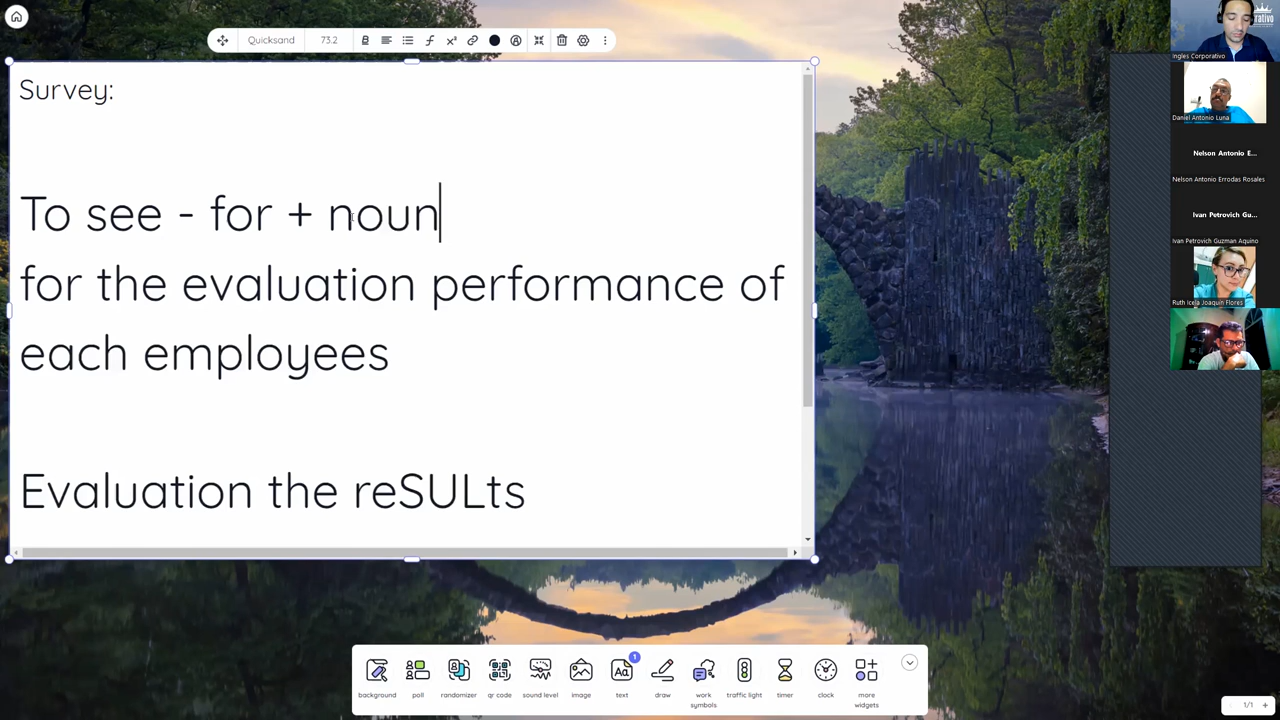 Quicksand
73.2
Survey:
To see - for + noun
for the evaluation performance of
each employees
Evaluation the reSULts
rativo
Ingles Corporativo
Daniel Antonio Luna
Nelson Antonio E...
Nelson Antonio Errodas Rosales
Ivan Petrovich Gu...
Ivan Petrovich Guzman Aquino
Ruth Icela Joaquin Flores
1
background
poll
randomizer
qr code
sound level
image
text
draw
work
symbols
traffic light
timer
clock
more
widgets
1/1